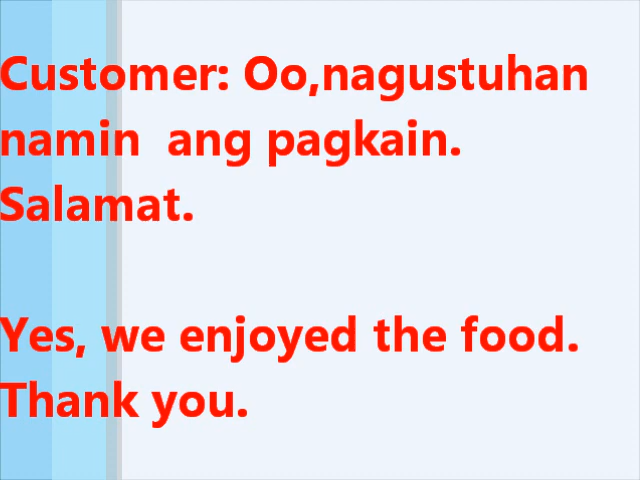 Customer: Oo,nagustuhan
namin  ang pagkain.
Salamat.
Yes, we enjoyed the food.
Thank you.